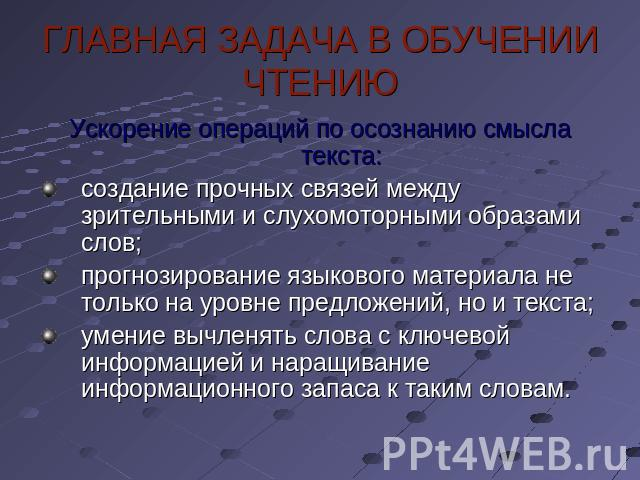 ГЛАВНАЯ ЗАДАЧА В ОБУЧЕНИИ
ЧТЕНИЮ
Ускорение операций по осознанию смысла
текста:
создание прочных связей между
зрительными и слухомоторными образами
слов;
прогнозирование языкового материала не
только на уровне предложений, но и текста;
умение вычленять слова с ключевой
информацией и наращивание
информационного запаса к таким словам.
PPt4WEB.ru